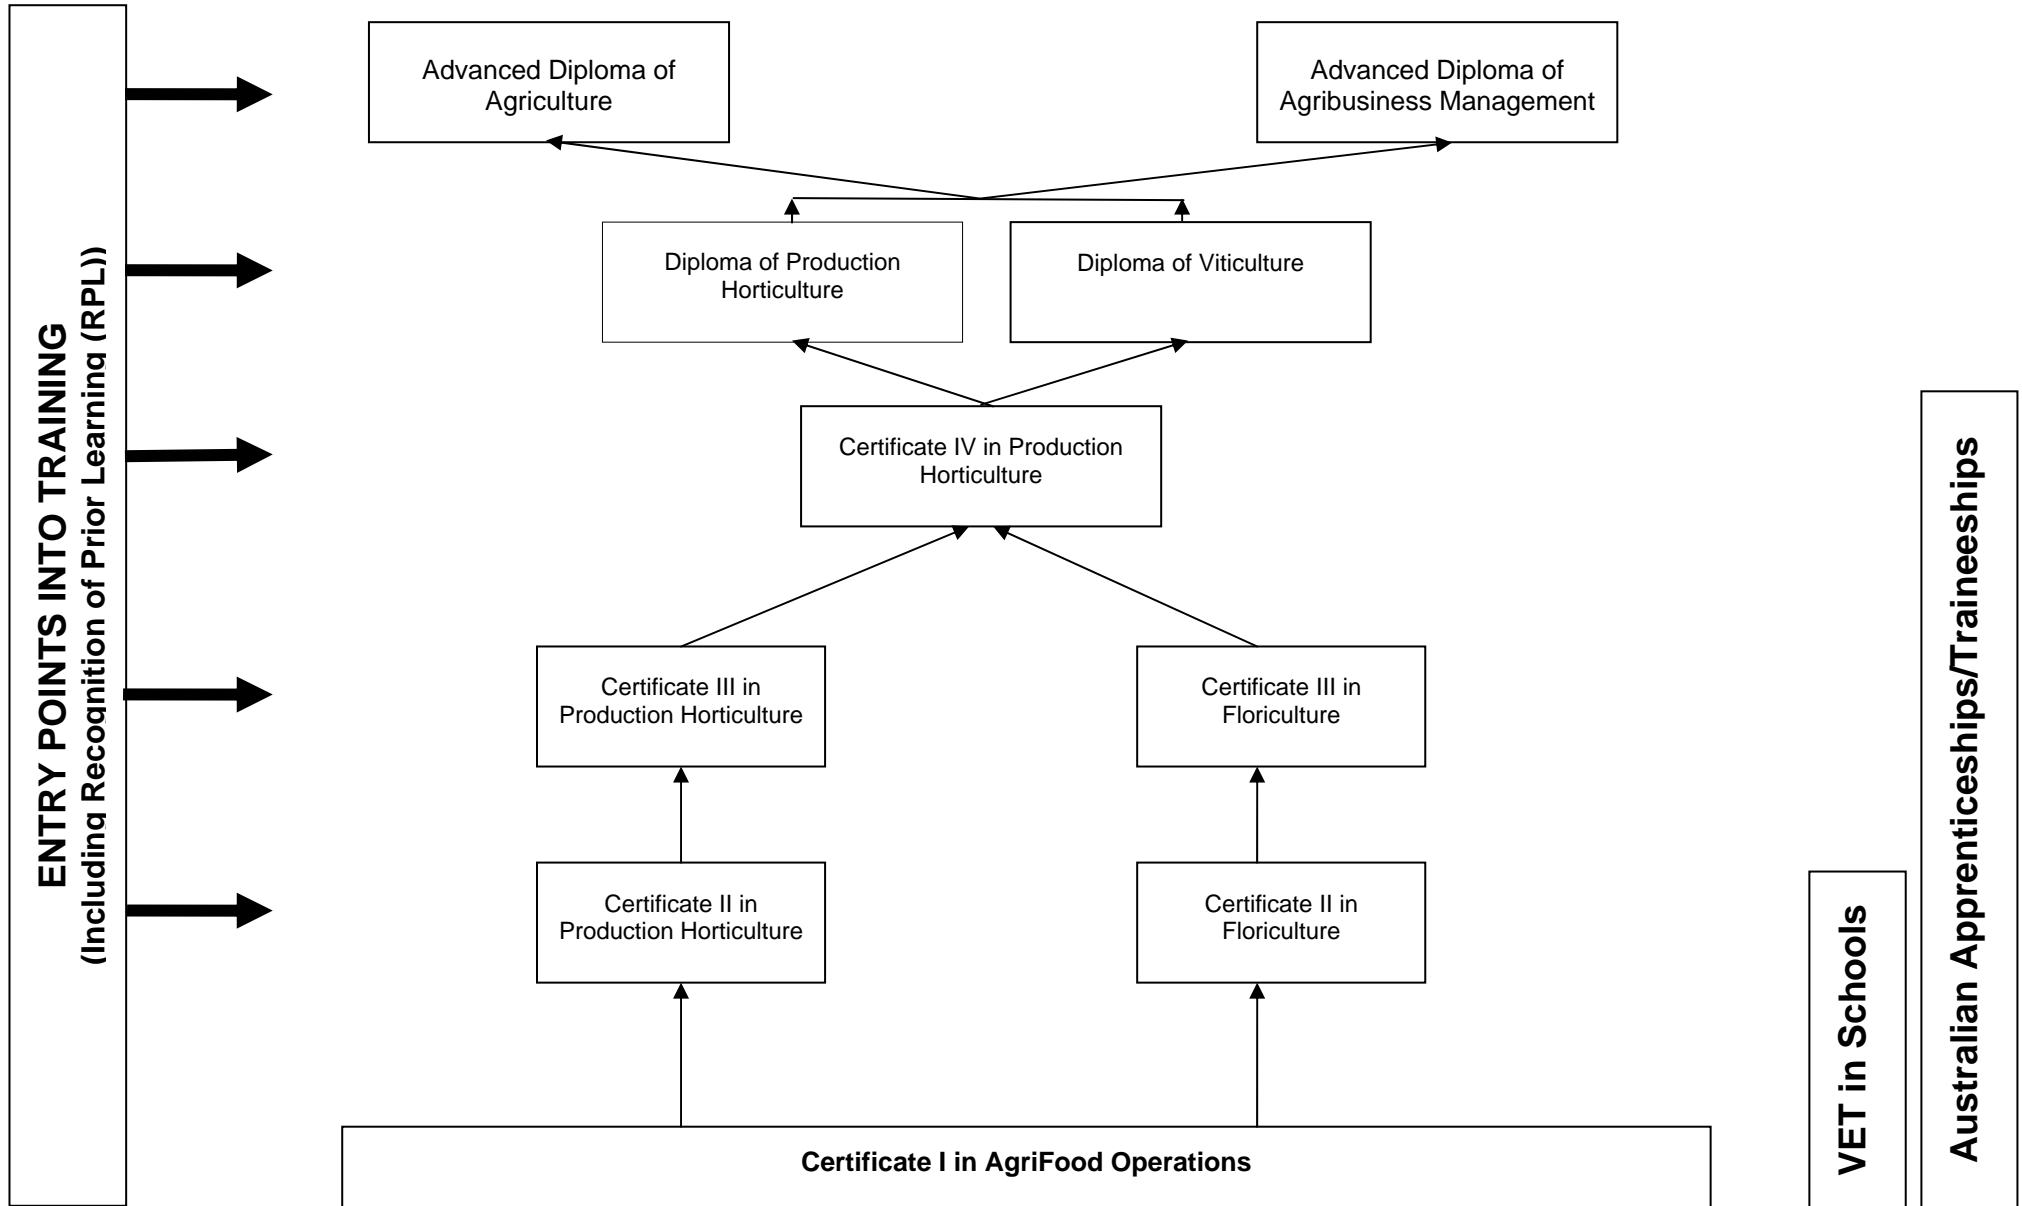 ENTRY POINTS INTO TRAINING
(Including Recognition of Prior Learning (RPL))
Advanced Diploma of
Agriculture
Advanced Diploma of
Agribusiness Management
Diploma of Production
Horticulture
Diploma of Viticulture
Certificate IV in Production
Horticulture
Certificate III in
Production Horticulture
Certificate III in
Floriculture
Certificate II in
Production Horticulture
Certificate II in
Floriculture
Certificate I in AgriFood Operations
VET in Schools
Australian Apprenticeships/Traineeships